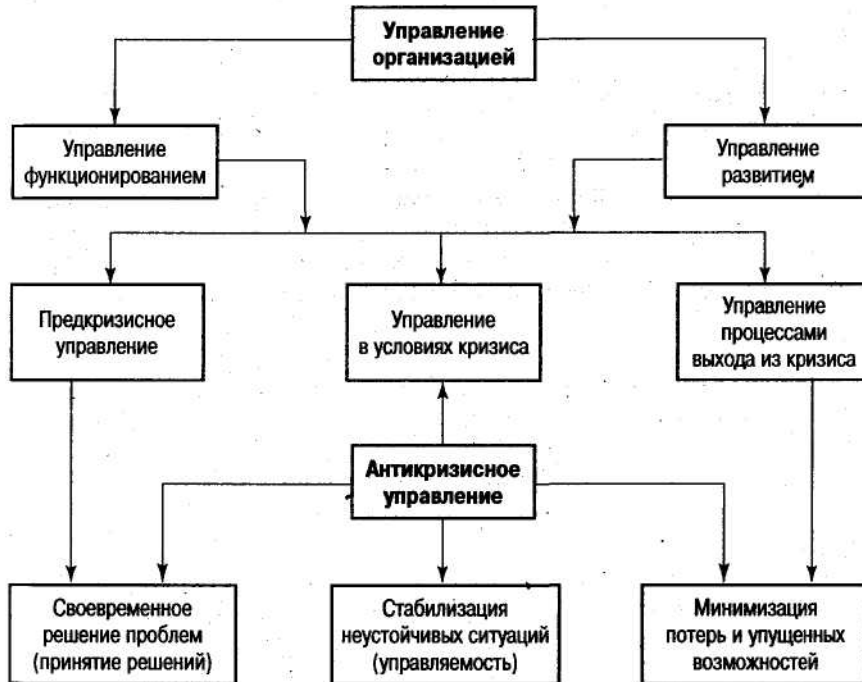 Управление
организацией
Управление
функционированием
Управление
развитием
Предкризисное
управление
Управление
в условиях кризиса
Управление
процессами
выхода из кризиса
Антикризисное
управление
Своевременное
решение проблем
(принятие решений)
Стабилизация
неустойчивых ситуаций
(управляемость)
Минимизация
потерь и упущенных
возможностей